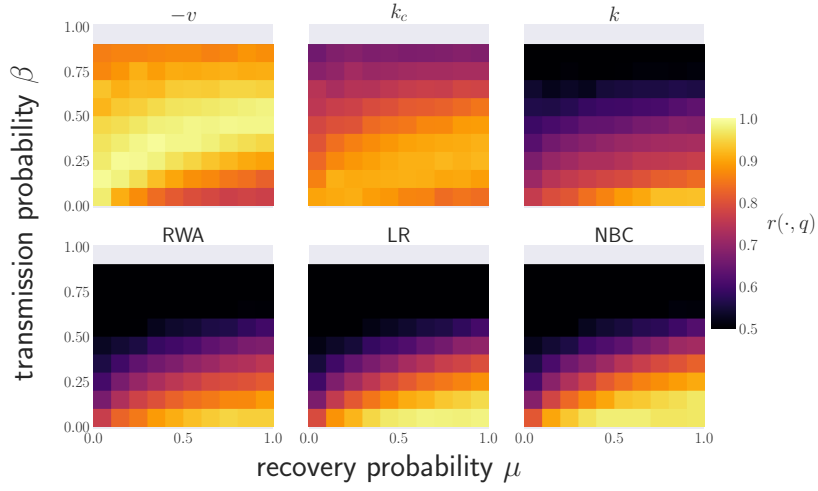 −v
k_c
k
1.00
0.75
0.50
0.25
0.00
transmission probability β
1.0
0.9
0.8
0.7
0.6
0.5
r(·, q)
RWA
LR
NBC
1.00
0.75
0.50
0.25
0.00
0.0 0.5 1.0
0.0 0.5 1.0
0.0 0.5 1.0
recovery probability μ